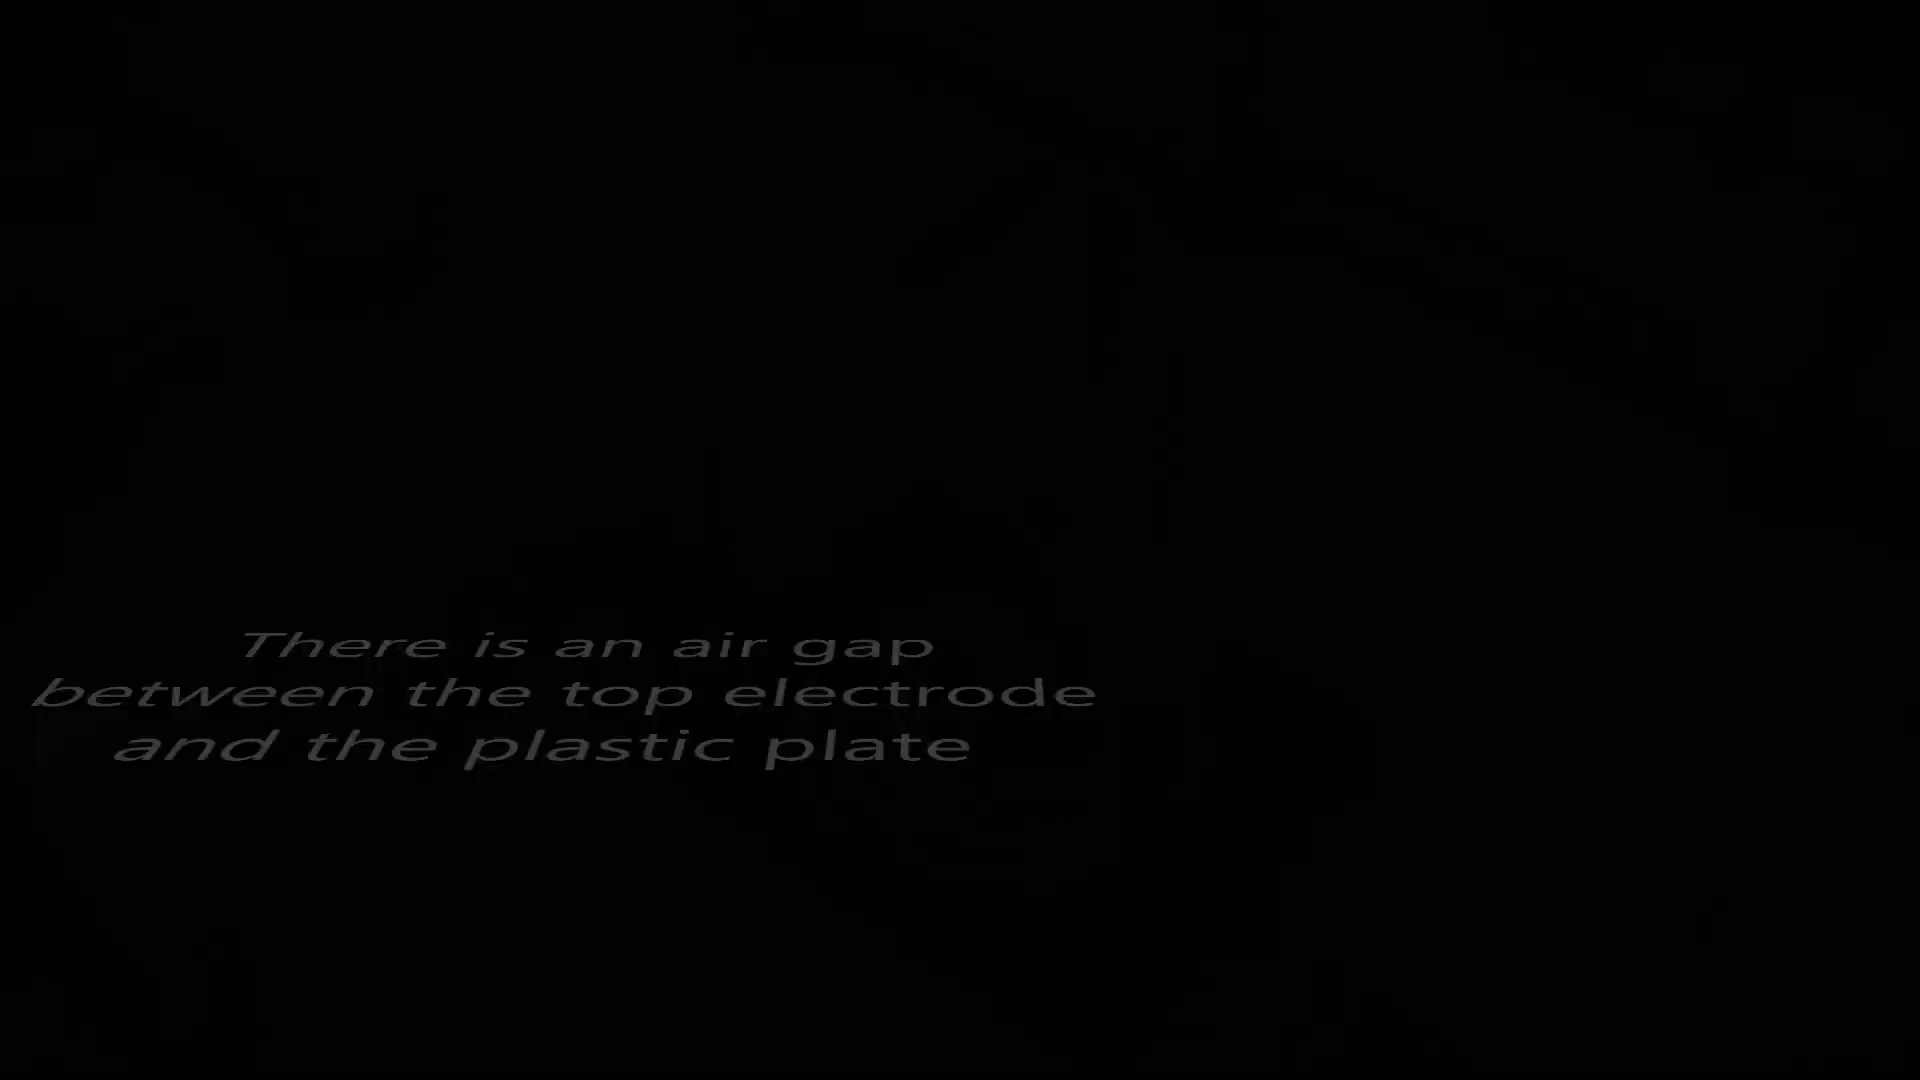 There is an air gap
between the top electrode
and the plastic plate